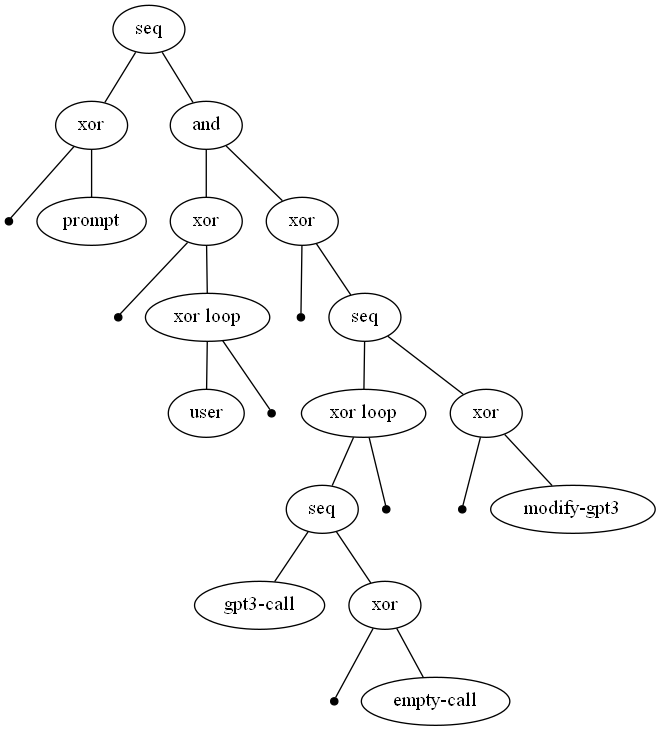 seq
xor
and
prompt
xor
xor
xor loop
seq
user
xor loop
xor
seq
modify-gpt3
gpt3-call
xor
empty-call